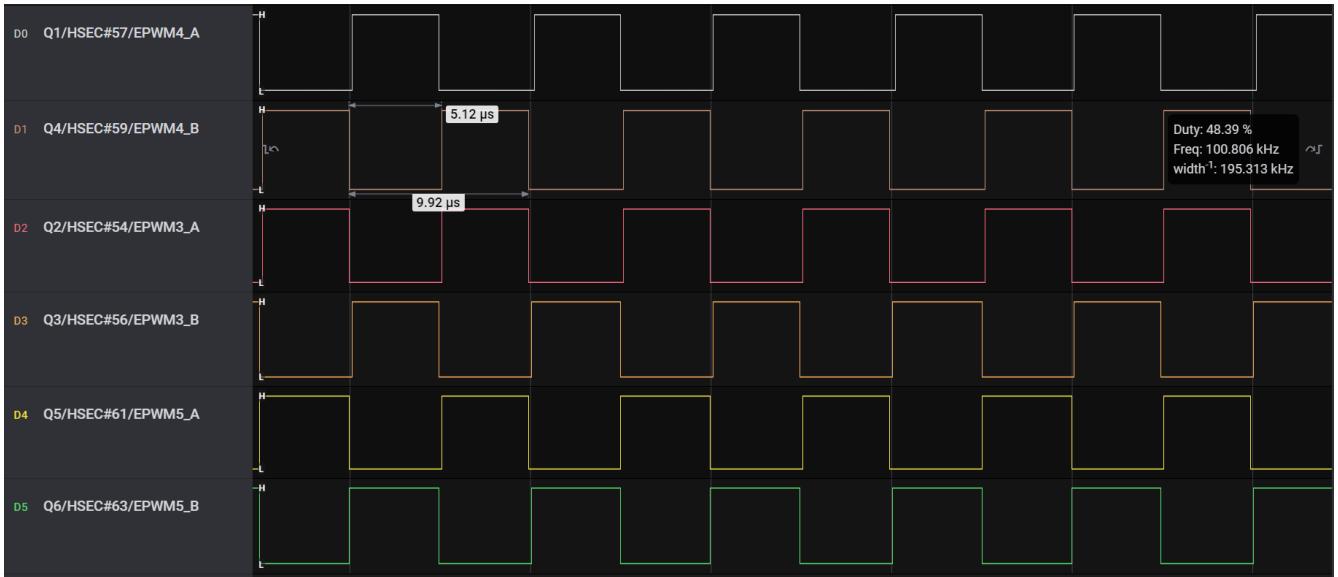 D0 Q1/HSEC#57/EPWM4_A
H
L
D1 Q4/HSEC#59/EPWM4_B
H
L
5.12 µs
9.92 µs
Duty: 48.39 %
Freq: 100.806 kHz
width⁻¹: 195.313 kHz
D2 Q2/HSEC#54/EPWM3_A
H
L
D3 Q3/HSEC#56/EPWM3_B
H
L
D4 Q5/HSEC#61/EPWM5_A
H
L
D5 Q6/HSEC#63/EPWM5_B
H
L